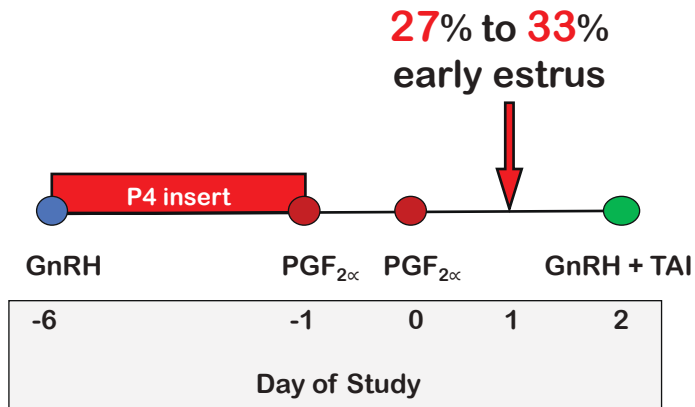 27% to 33%
early estrus
P4 insert
GnRH PGF₂∝ PGF₂∝ GnRH + TAI
-6 -1 0 1 2
Day of Study